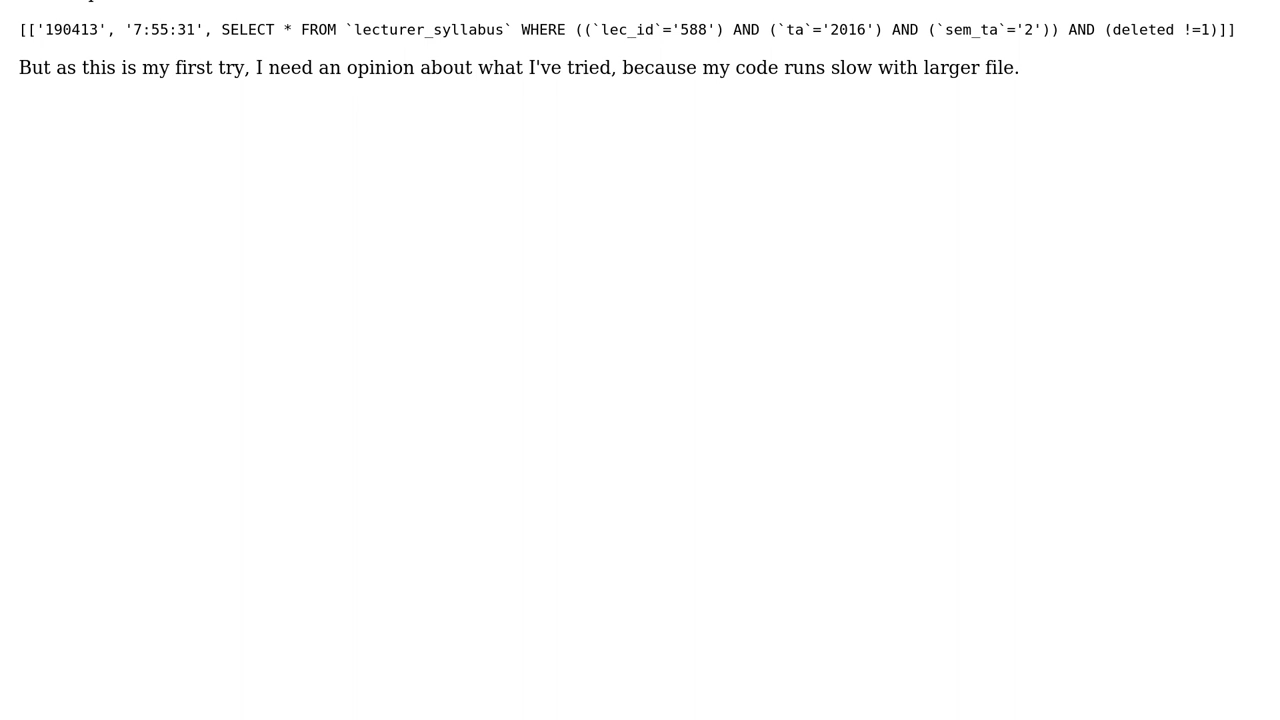 [['190413', '7:55:31', SELECT * FROM `lecturer_syllabus` WHERE ((`lec_id`='588') AND (`ta`='2016') AND (`sem_ta`='2')) AND (deleted !=1)]]
But as this is my first try, I need an opinion about what I've tried, because my code runs slow with larger file.